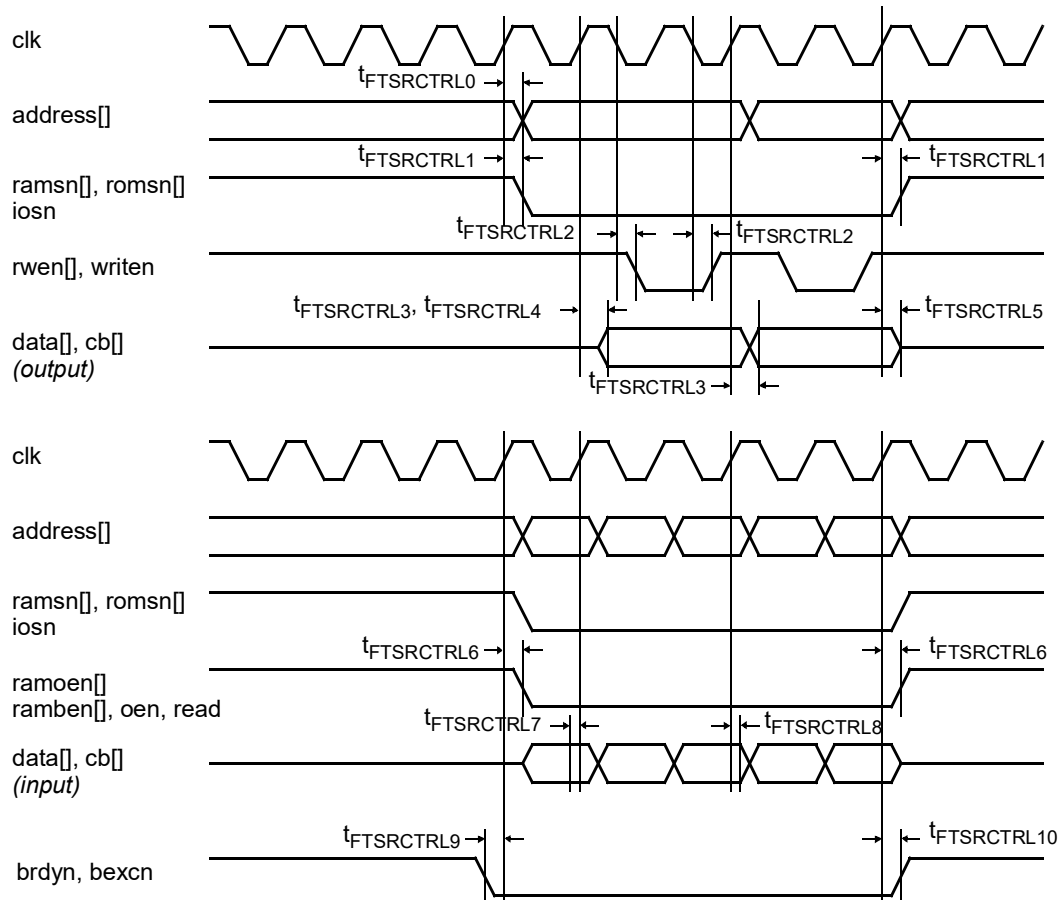 clk
tFTSRCTRL0
address[]
tFTSRCTRL1 tFTSRCTRL1
ramsn[], romsn[]
iosn
tFTSRCTRL2 tFTSRCTRL2
rwen[], writen
tFTSRCTRL3, tFTSRCTRL4 tFTSRCTRL5
data[], cb[]
(output)
tFTSRCTRL3
clk
address[]
ramsn[], romsn[]
iosn
tFTSRCTRL6 tFTSRCTRL6
ramoen[]
ramben[], oen, read
tFTSRCTRL7 tFTSRCTRL8
data[], cb[]
(input)
tFTSRCTRL9 tFTSRCTRL10
brdyn, bexcn